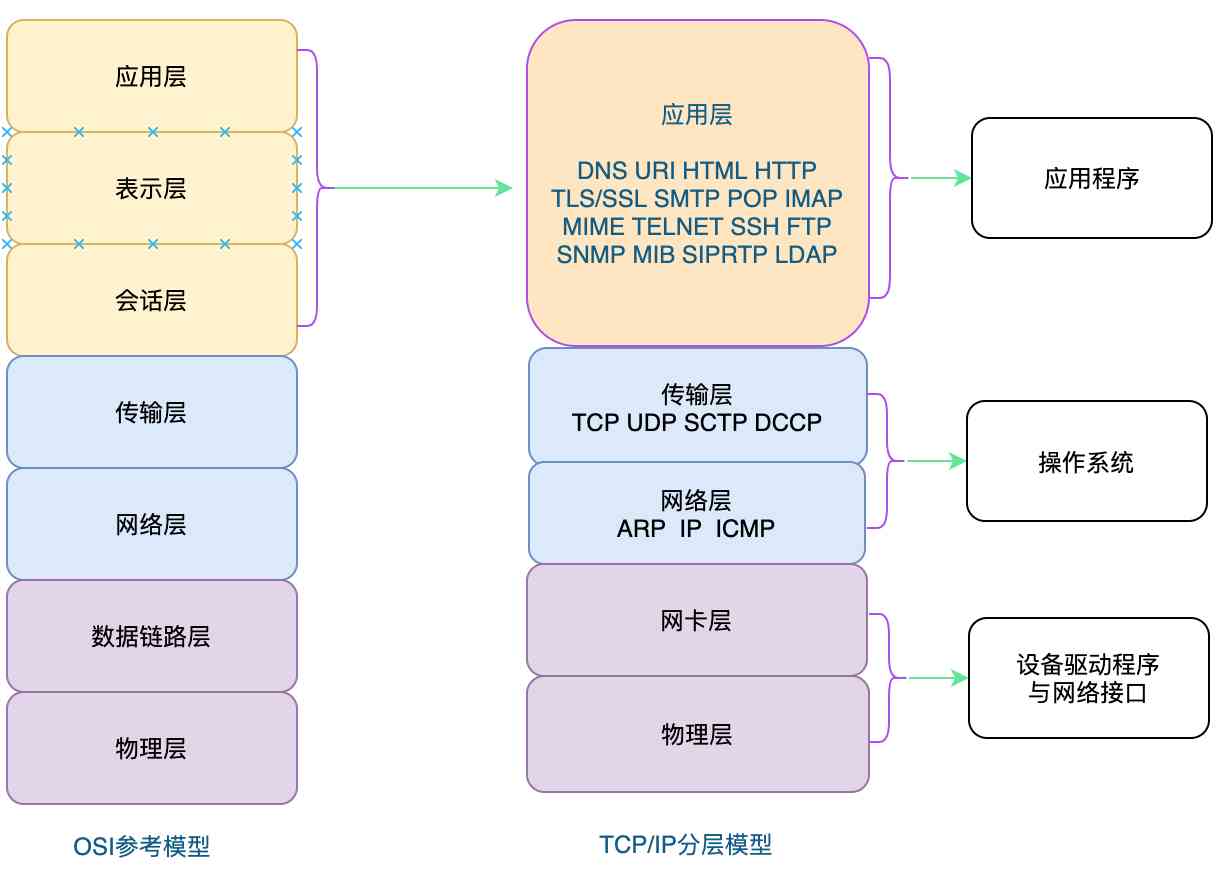 应用层
表示层
会话层
传输层
网络层
数据链路层
物理层
OSI参考模型
应用层
DNS URI HTML HTTP
TLS/SSL SMTP POP IMAP
MIME TELNET SSH FTP
SNMP MIB SIPRTP LDAP
传输层
TCP UDP SCTP DCCP
网络层
ARP IP ICMP
网卡层
物理层
TCP/IP分层模型
应用程序
操作系统
设备驱动程序
与网络接口